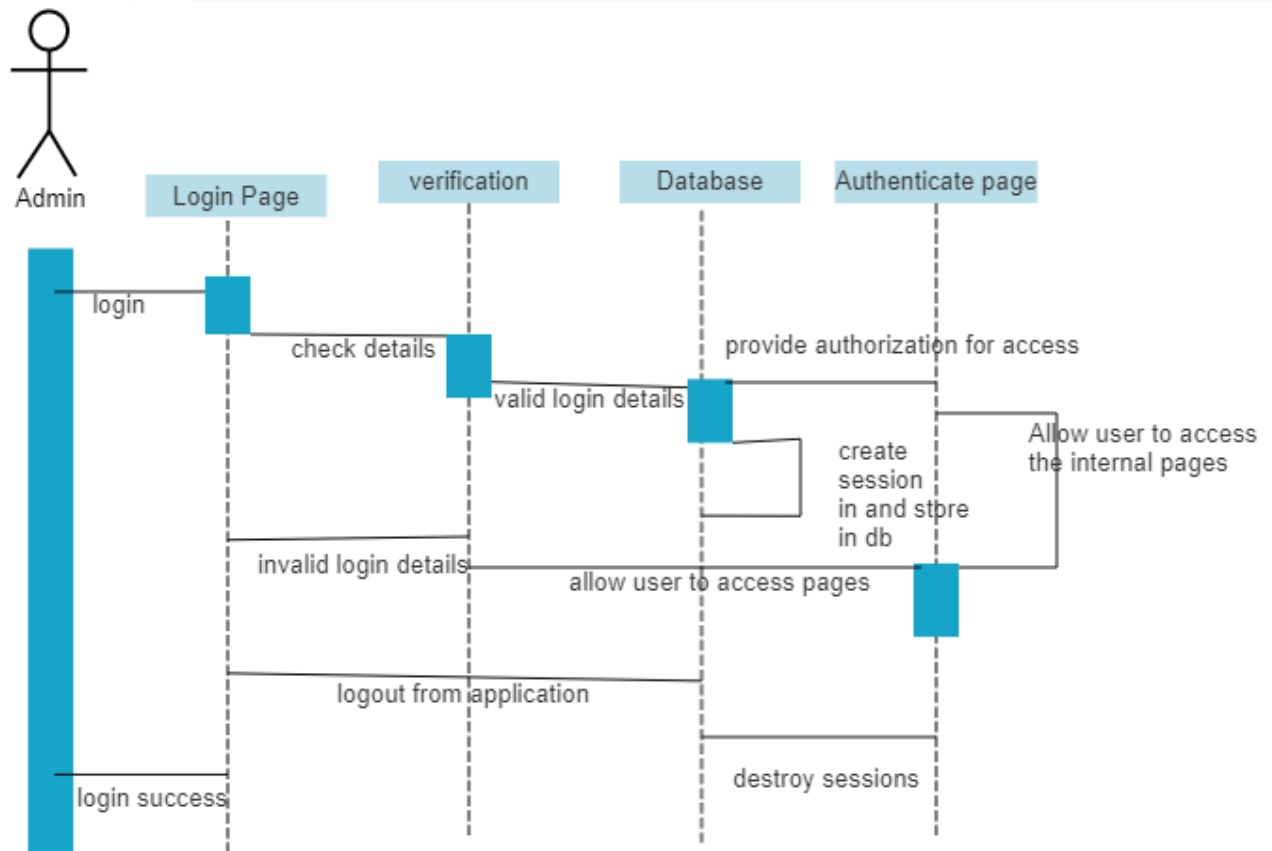 Admin
Login Page
verification
Database
Authenticate page
login
check details
provide authorization for access
valid login details
Allow user to access
the internal pages
create
session
in and store
in db
invalid login details
allow user to access pages
logout from application
destroy sessions
login success